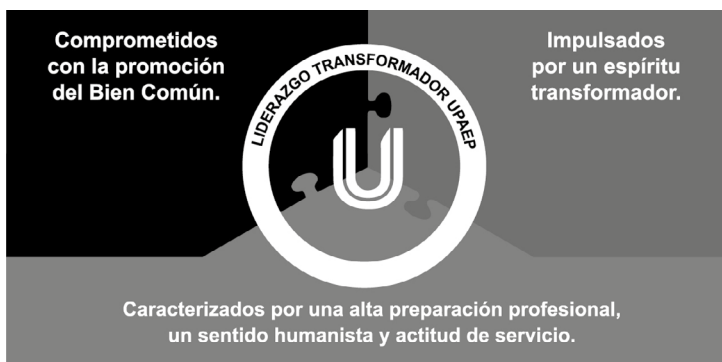 Comprometidos
con la promoción
del Bien Común.
Impulsados
por un espíritu
transformador.
LIDERAZGO TRANSFORMADOR UPAEP
U
Caracterizados por una alta preparación profesional,
un sentido humanista y actitud de servicio.